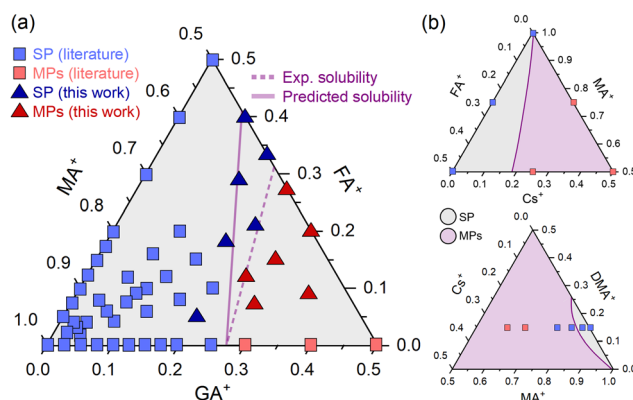 (a)
SP (literature)
MPs (literature)
SP (this work)
MPs (this work)
Exp. solubility
Predicted solubility
0.5
0.6
0.7
0.8
0.9
1.0
MA⁺
0.5
0.4
0.3
0.2
0.1
0.0
FA⁺
0.0 0.1 0.2 0.3 0.4 0.5
GA⁺
(b)
0.0
0.1
0.2
0.3
0.4
0.5
FA⁺
1.0
0.9
0.8
0.7
0.6
0.5
MA⁺
0.0 0.1 0.2 0.3 0.4 0.5
Cs⁺
SP
MPs
0.0
0.1
0.2
0.3
0.4
0.5
Cs⁺
0.5
0.4
0.3
0.2
0.1
0.0
DMA⁺
0.5 0.6 0.7 0.8 0.9 1.0
MA⁺